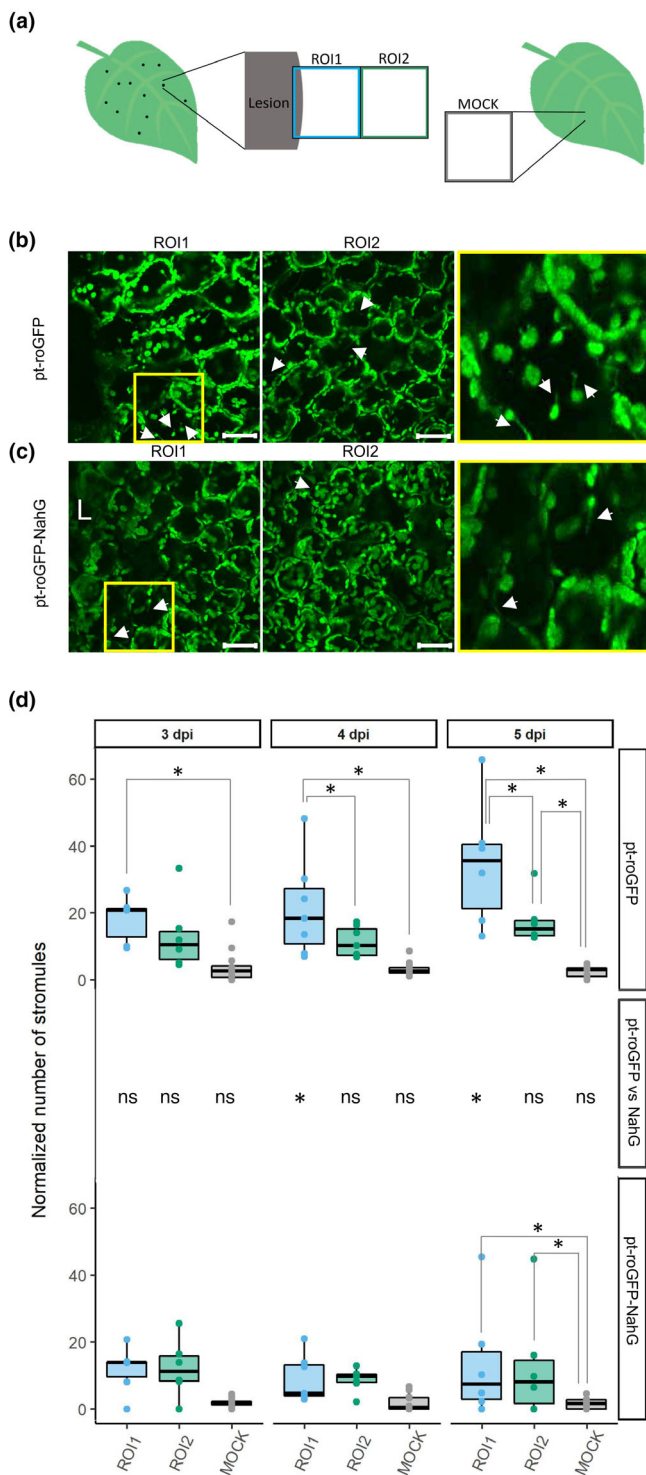 (a)
ROI1 ROI2
Lesion
MOCK
(b)
ROI1 ROI2
pt-roGFP
(c)
ROI1 ROI2
L
pt-roGFP-NahG
(d)
3 dpi 4 dpi 5 dpi
Normalized number of stromules
60
40
20
0
* * * * * *
pt-roGFP
ns ns ns * ns ns * ns ns
pt-roGFP vs NahG
60
40
20
0
* *
pt-roGFP-NahG
ROI1 ROI2 MOCK ROI1 ROI2 MOCK ROI1 ROI2 MOCK